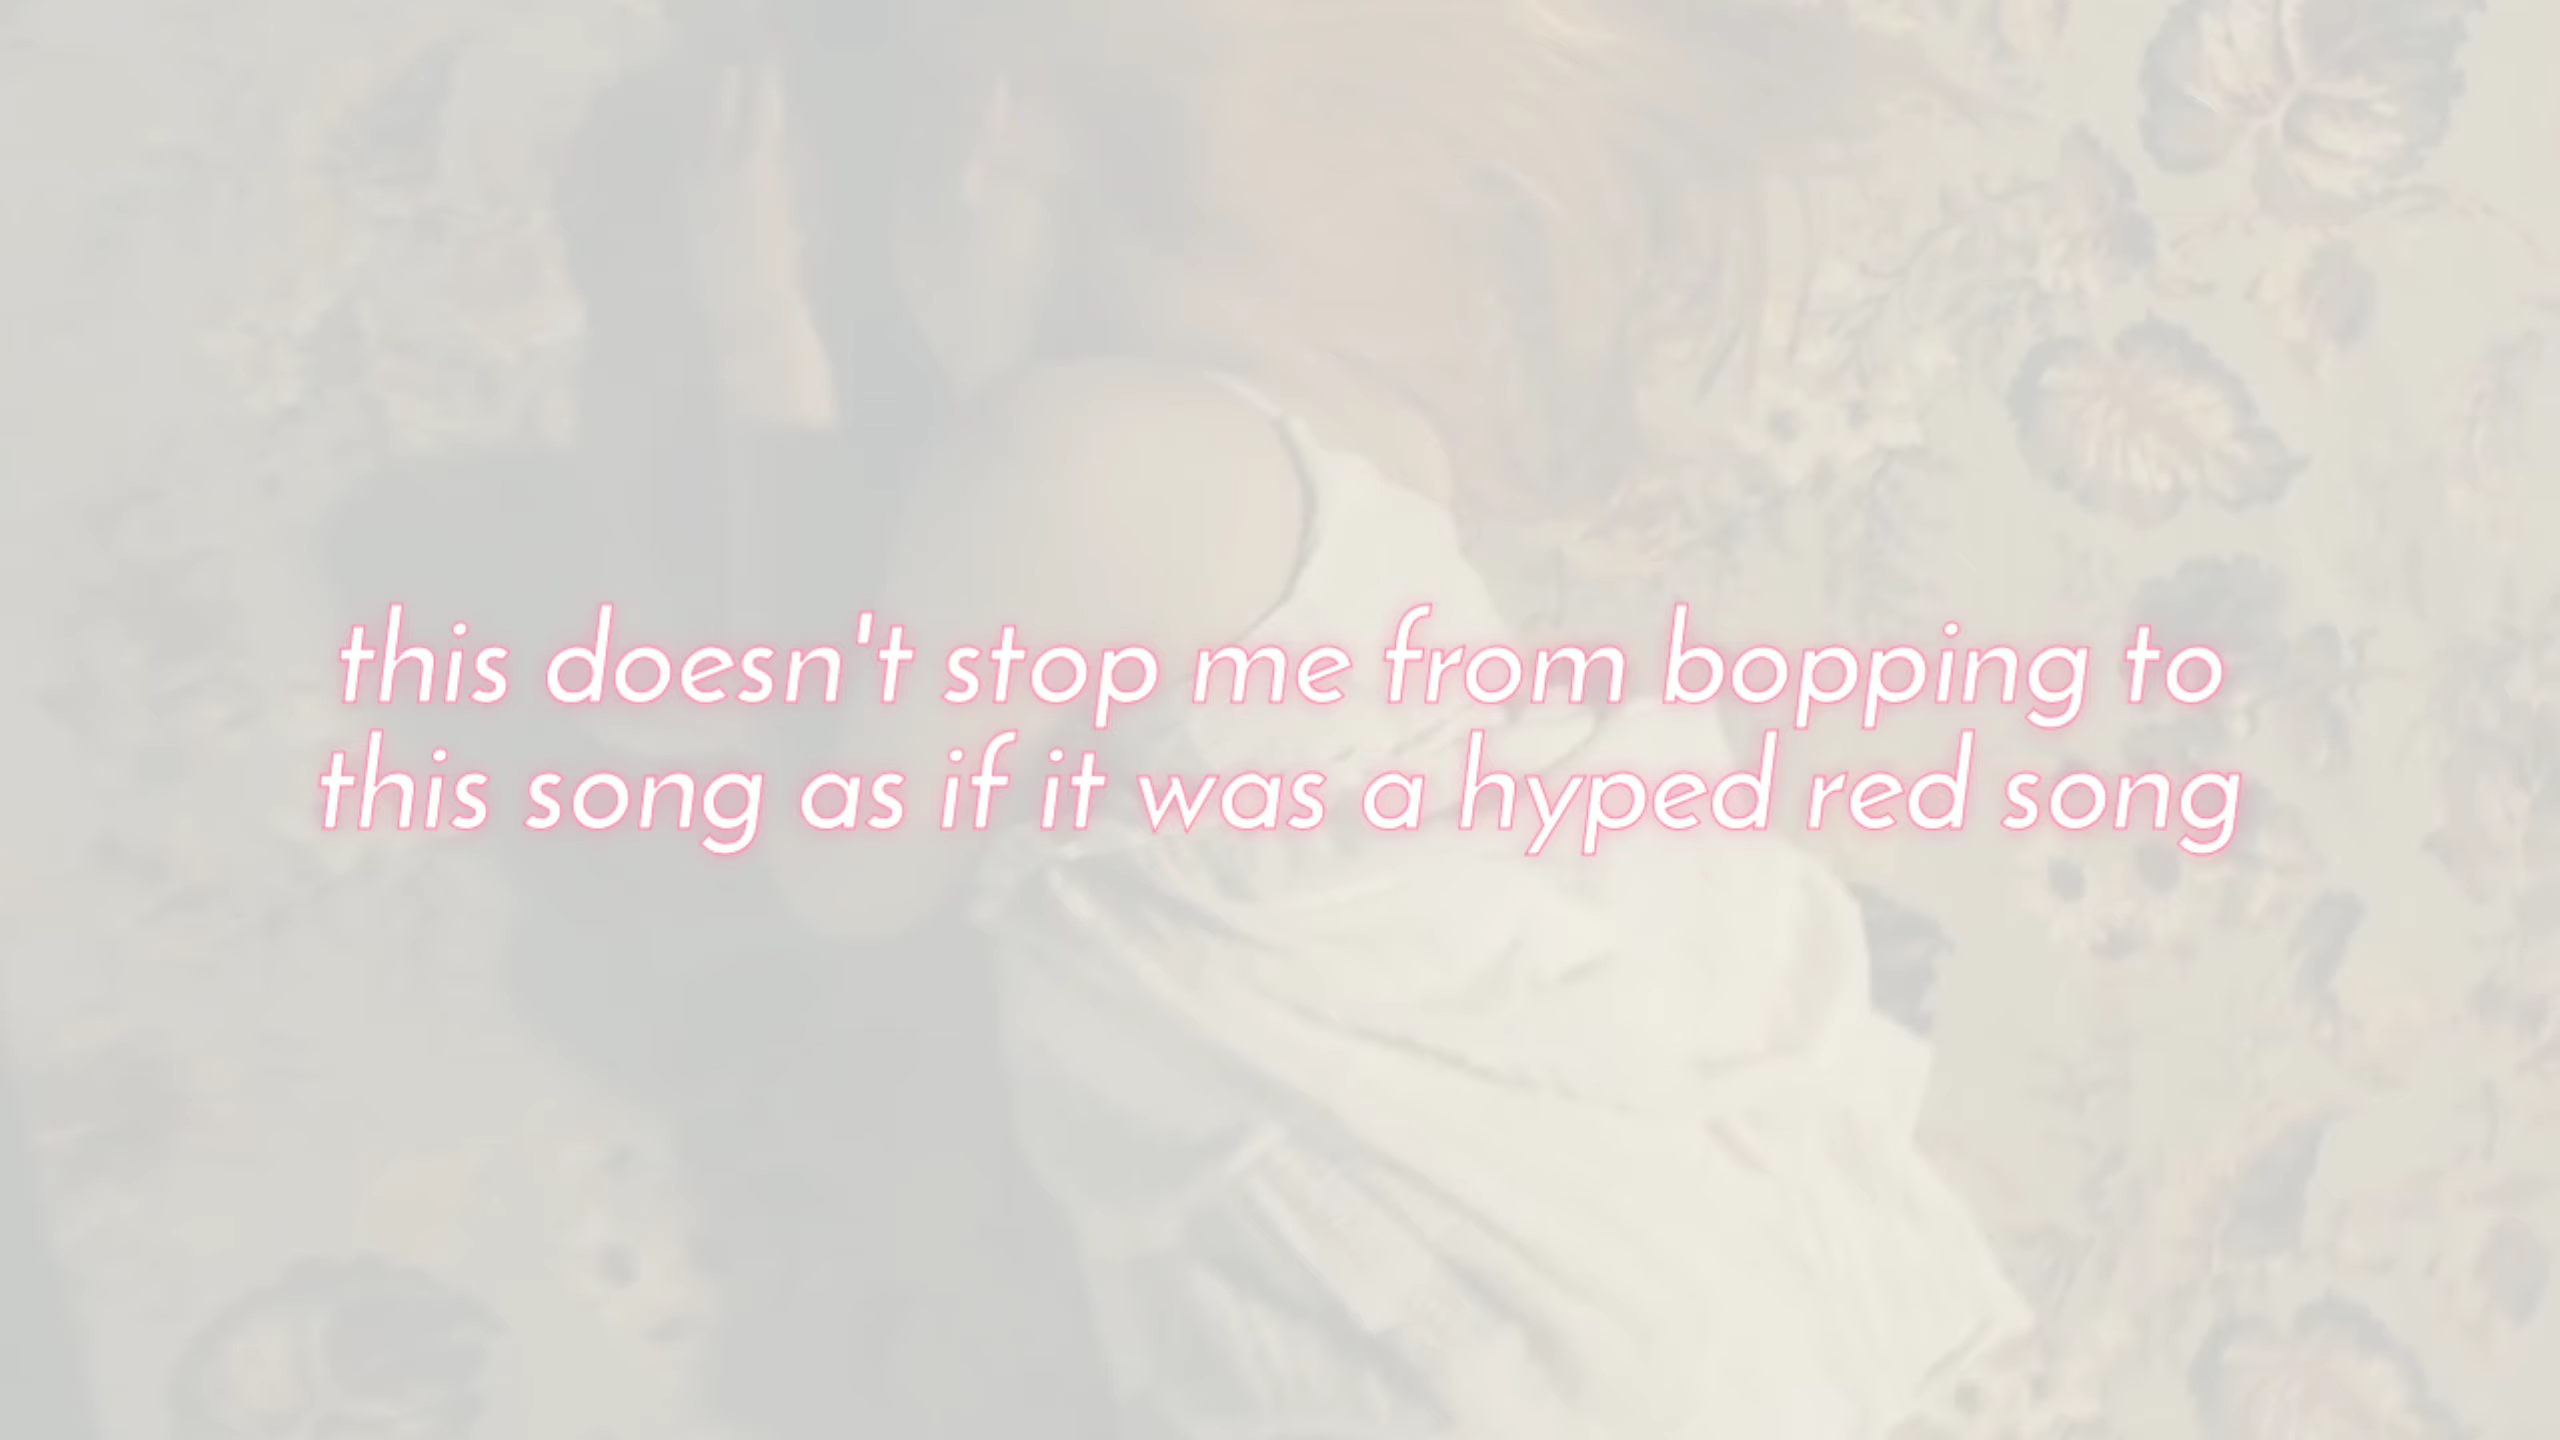 this doesn't stop me from bopping to
this song as if it was a hyped red song